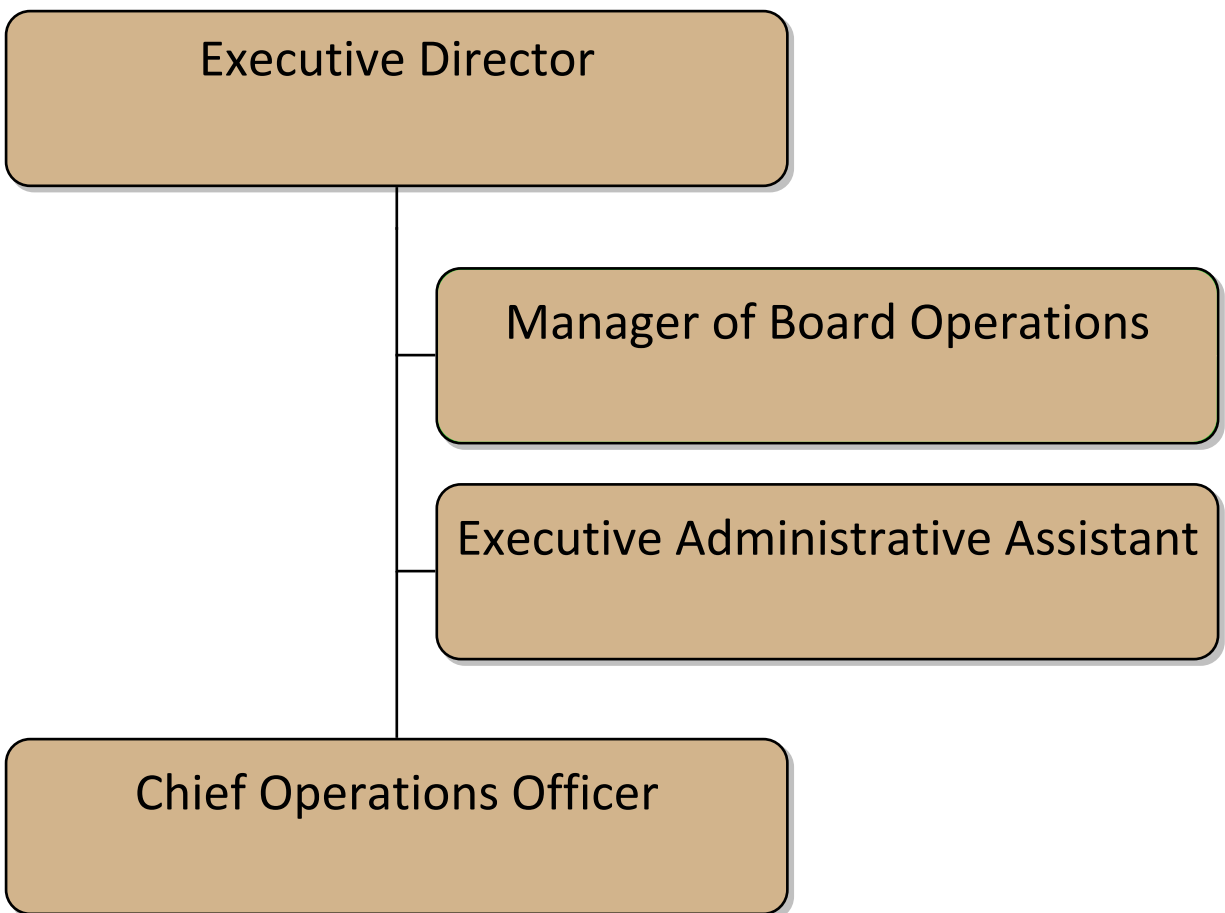 Executive Director
Manager of Board Operations
Executive Administrative Assistant
Chief Operations Officer